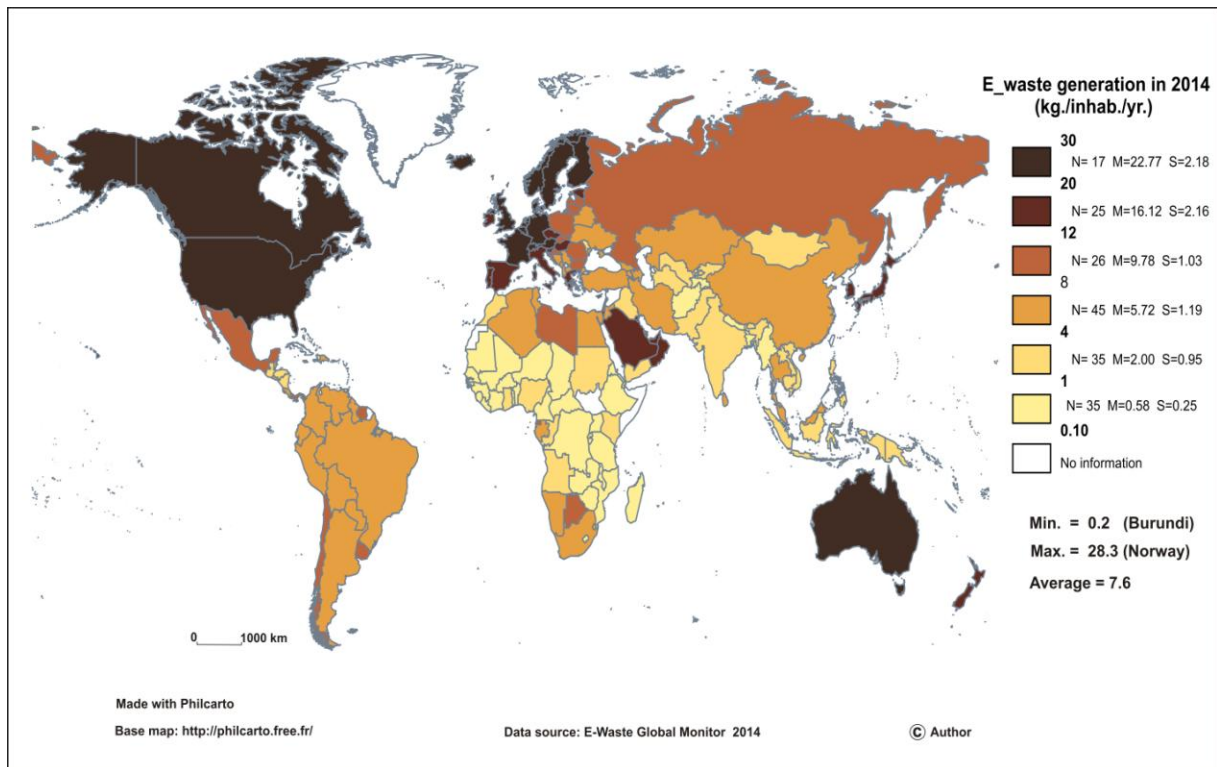 E_waste generation in 2014
(kg./inhab./yr.)
30
N= 17 M=22.77 S=2.18
20
N= 25 M=16.12 S=2.16
12
N= 26 M=9.78 S=1.03
8
N= 45 M=5.72 S=1.19
4
N= 35 M=2.00 S=0.95
1
N= 35 M=0.58 S=0.25
0.10
No information
Min. = 0.2 (Burundi)
Max. = 28.3 (Norway)
Average = 7.6
0 1000 km
Made with Philcarto
Base map: http://philcarto.free.fr/ Data source: E-Waste Global Monitor 2014 © Author